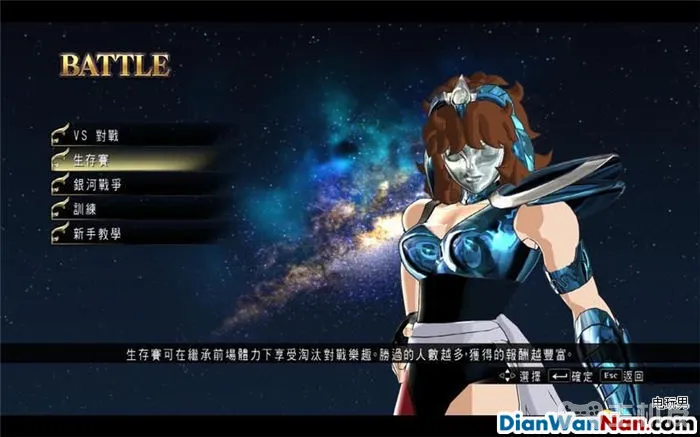 BATTLE
VS 對戰
生存賽
銀河戰爭
訓練
新手教學
生存賽可在繼承前場體力下享受淘汰對戰樂趣。勝過的人數越多，獲得的報酬越豐富。
選擇 確定 Esc 返回
电玩男
DianWanNan.com